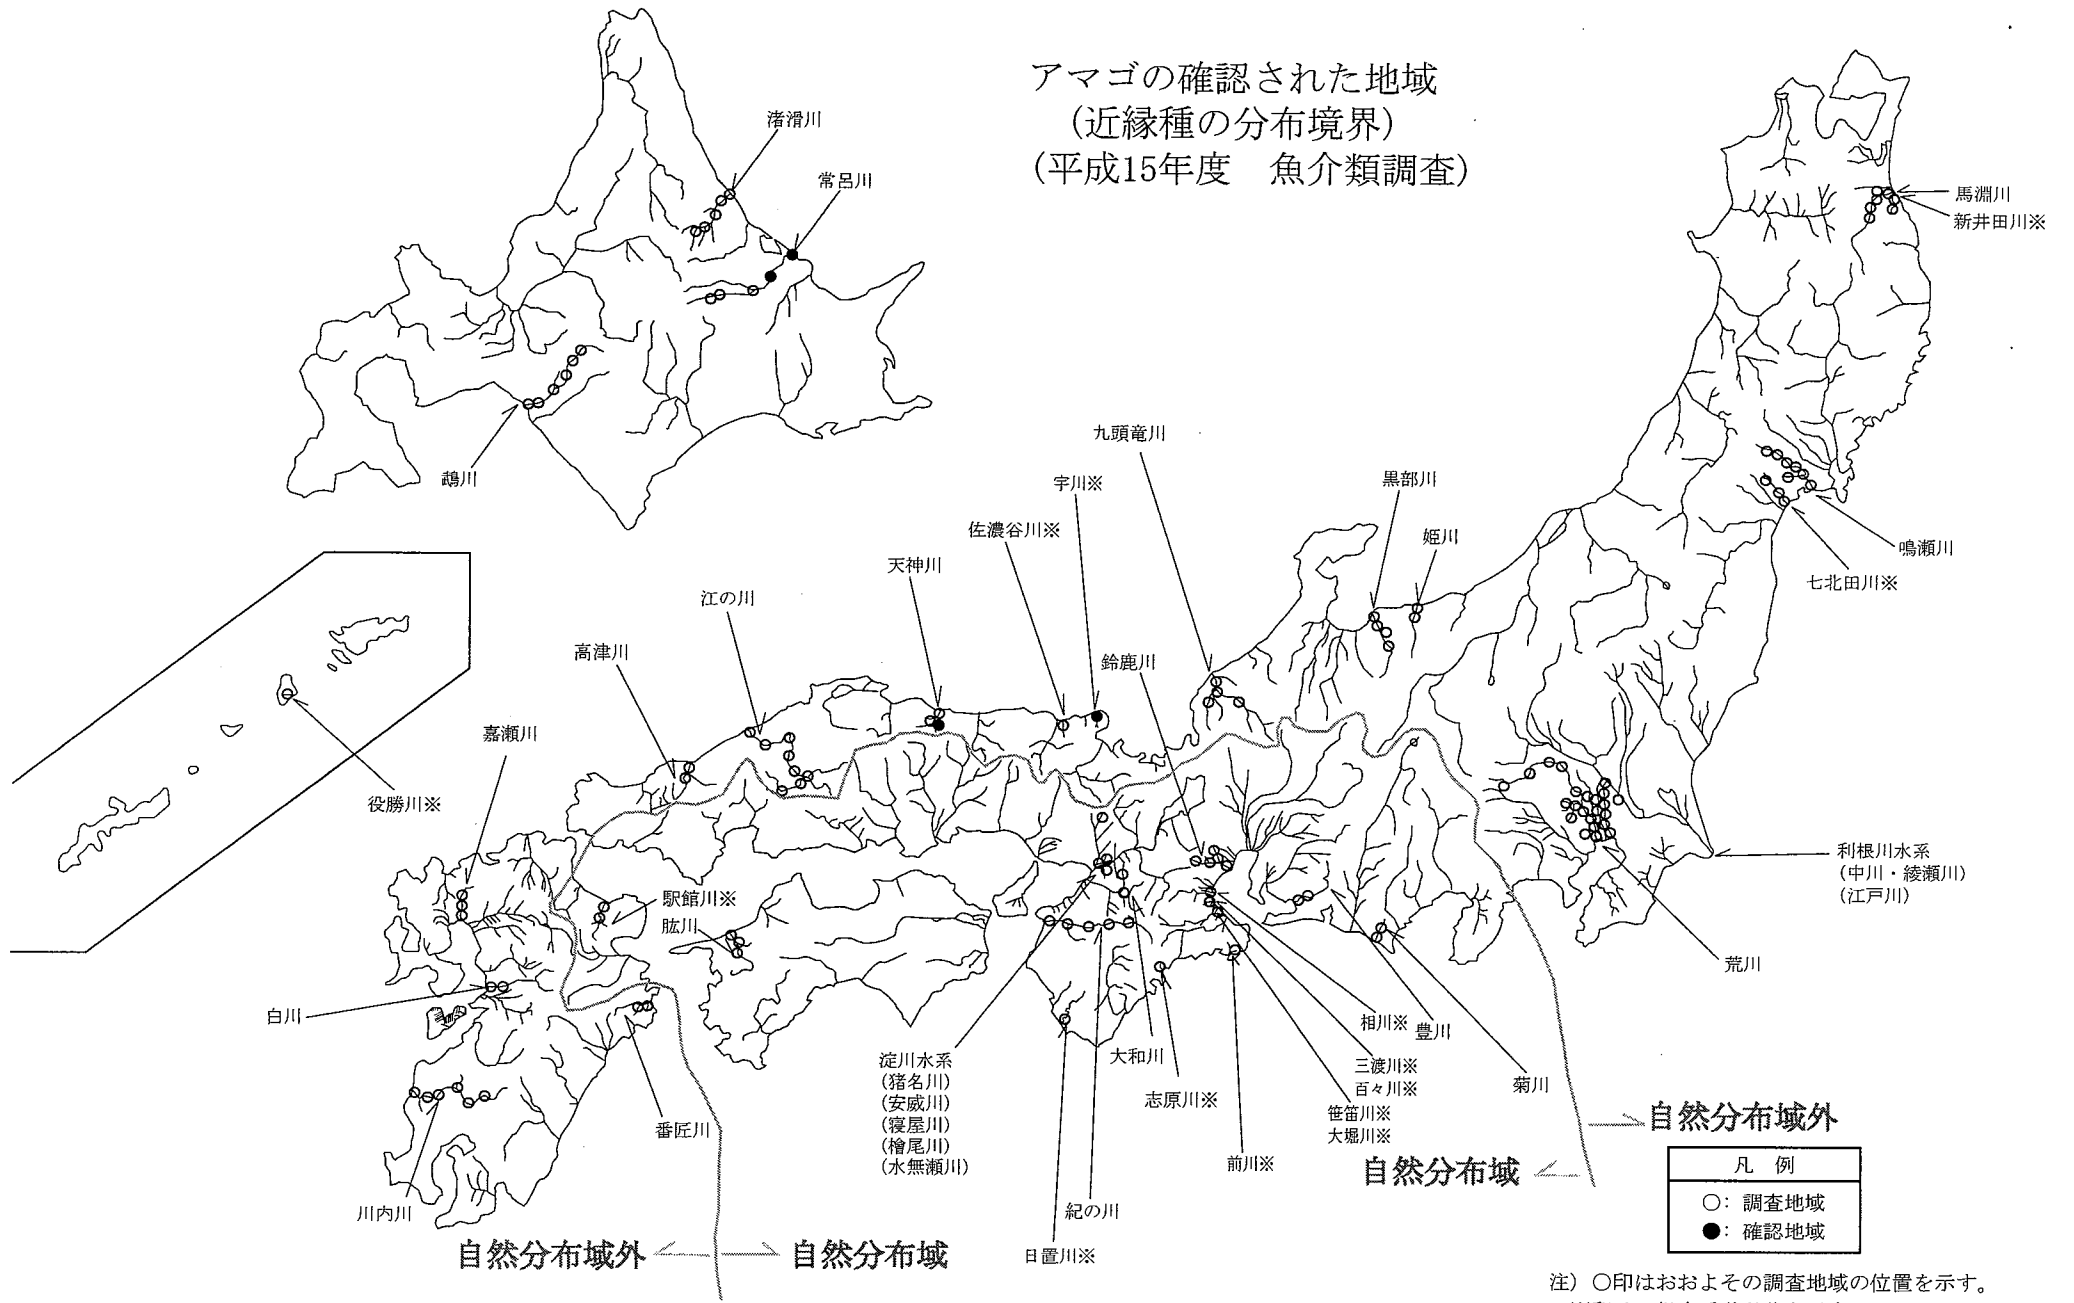 アマゴの確認された地域
(近縁種の分布境界)
(平成15年度 魚介類調査)
渚滑川
常呂川
鵡川
馬淵川
新井田川※
鳴瀬川
七北田川※
九頭竜川
宇川※
黒部川
佐濃谷川※
姫川
天神川
江の川
高津川
鈴鹿川
嘉瀬川
役勝川※
駅館川※
肱川
白川
番匠川
川内川
利根川水系
(中川・綾瀬川)
(江戸川)
荒川
淀川水系
(猪名川)
(安威川)
(寝屋川)
(檜尾川)
(水無瀬川)
大和川
志原川※
紀の川
日置川※
相川※
豊川
三渡川※
百々川※
笹笛川※
大堀川※
前川※
菊川
自然分布域外
自然分布域
自然分布域外
自然分布域
凡 例
○: 調査地域
●: 確認地域
注) ○印はおおよその調査地域の位置を示す。